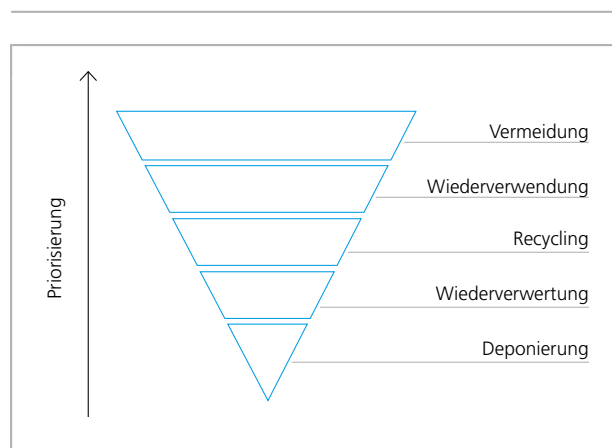 Priorisierung
Vermeidung
Wiederverwendung
Recycling
Wiederverwertung
Deponierung